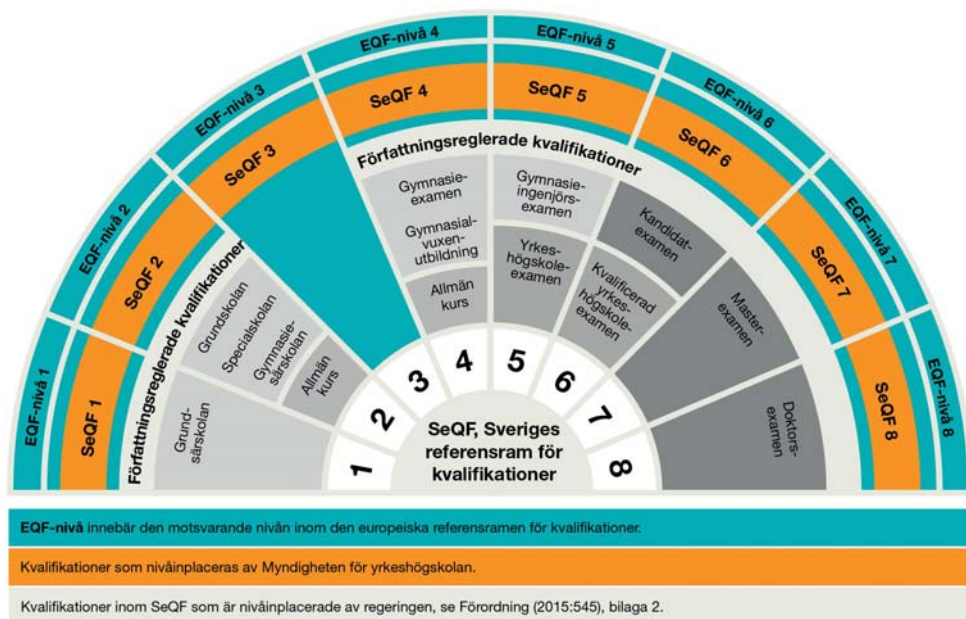 EQF-nivå 1
EQF-nivå 2
EQF-nivå 3
EQF-nivå 4
EQF-nivå 5
EQF-nivå 6
EQF-nivå 7
EQF-nivå 8
SeQF 1
SeQF 2
SeQF 3
SeQF 4
SeQF 5
SeQF 6
SeQF 7
SeQF 8
Författningsreglerade kvalifikationer
Författningsreglerade kvalifikationer
Grund-
särskolan
Grundskolan
Specialskolan
Gymnasie-
särskolan
Allmän
kurs
Gymnasie-
examen
Gymnasial-
vuxen-
utbildning
Allmän
kurs
Gymnasie-
ingenjörs-
examen
Yrkes-
högskole-
examen
Kandidat-
examen
Kvalificerad
yrkes-
högskole-
examen
Master-
examen
Doktors-
examen
1
2
3
4
5
6
7
8
SeQF, Sveriges
referensram för
kvalifikationer
EQF-nivå innebär den motsvarande nivån inom den europeiska referensramen för kvalifikationer.
Kvalifikationer som nivåinplaceras av Myndigheten för yrkeshögskolan.
Kvalifikationer inom SeQF som är nivåinplacerade av regeringen, se Förordning (2015:545), bilaga 2.